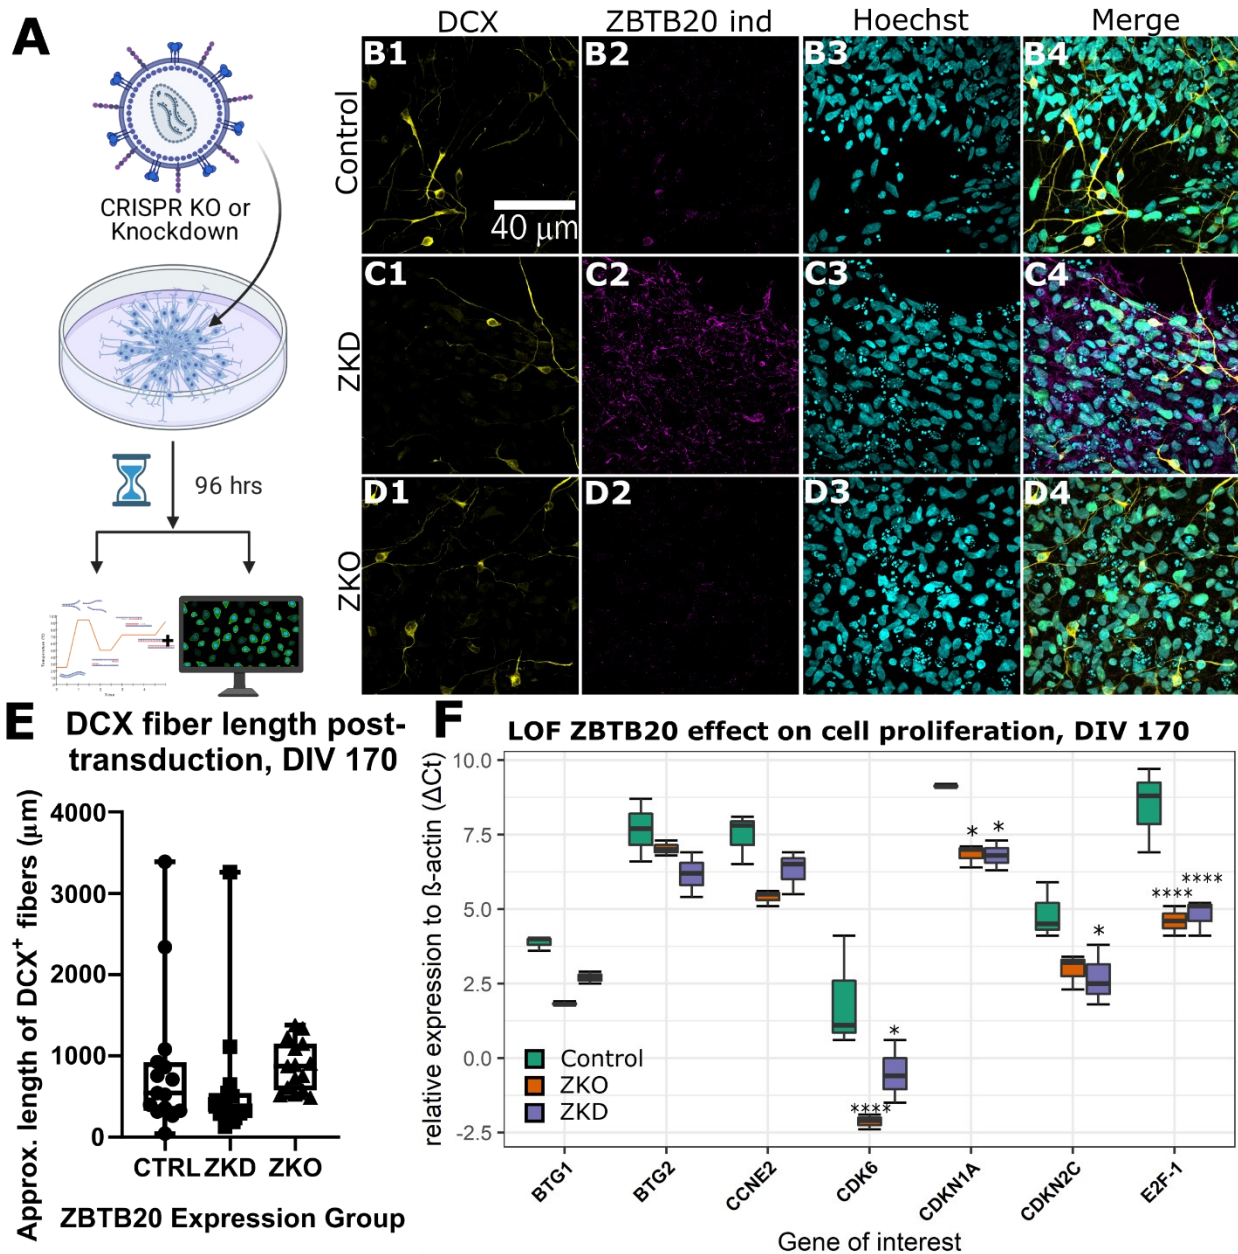 A
DCX
ZBTB20 ind
Hoechst
Merge
Control
B1
B2
B3
B4
40 μm
CRISPR KO or
Knockdown
ZKD
C1
C2
C3
C4
96 hrs
ZKO
D1
D2
D3
D4
+
E
DCX fiber length post-
transduction, DIV 170
Approx. length of DCX+ fibers (μm)
4000
3000
2000
1000
0
CTRL ZKD ZKO
ZBTB20 Expression Group
F
LOF ZBTB20 effect on cell proliferation, DIV 170
relative expression to ß-actin (ΔCt)
10.0
7.5
5.0
2.5
0.0
-2.5
* *
**** ****
*
*
****
Control
ZKO
ZKD
BTG1
BTG2
CCNE2
CDK6
CDKN1A
CDKN2C
E2F-1
Gene of interest